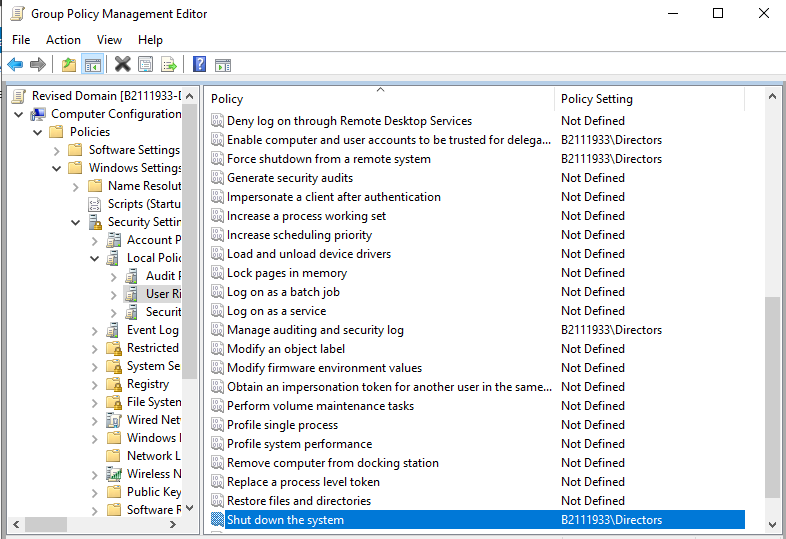 Group Policy Management Editor
File Action View Help
Revised Domain [B2111933-D
Computer Configuration
Policies
Software Settings
Windows Settings
Name Resolut
Scripts (Startu
Security Settin
Account P
Local Polic
Audit P
User Ri
Securit
Event Log
Restricted
System Se
Registry
File System
Wired Netw
Windows I
Network L
Wireless N
Public Key
Software R
Policy Policy Setting
Deny log on through Remote Desktop Services Not Defined
Enable computer and user accounts to be trusted for delega... B2111933\Directors
Force shutdown from a remote system B2111933\Directors
Generate security audits Not Defined
Impersonate a client after authentication Not Defined
Increase a process working set Not Defined
Increase scheduling priority Not Defined
Load and unload device drivers Not Defined
Lock pages in memory Not Defined
Log on as a batch job Not Defined
Log on as a service Not Defined
Manage auditing and security log B2111933\Directors
Modify an object label Not Defined
Modify firmware environment values Not Defined
Obtain an impersonation token for another user in the same... Not Defined
Perform volume maintenance tasks Not Defined
Profile single process Not Defined
Profile system performance Not Defined
Remove computer from docking station Not Defined
Replace a process level token Not Defined
Restore files and directories Not Defined
Shut down the system B2111933\Directors